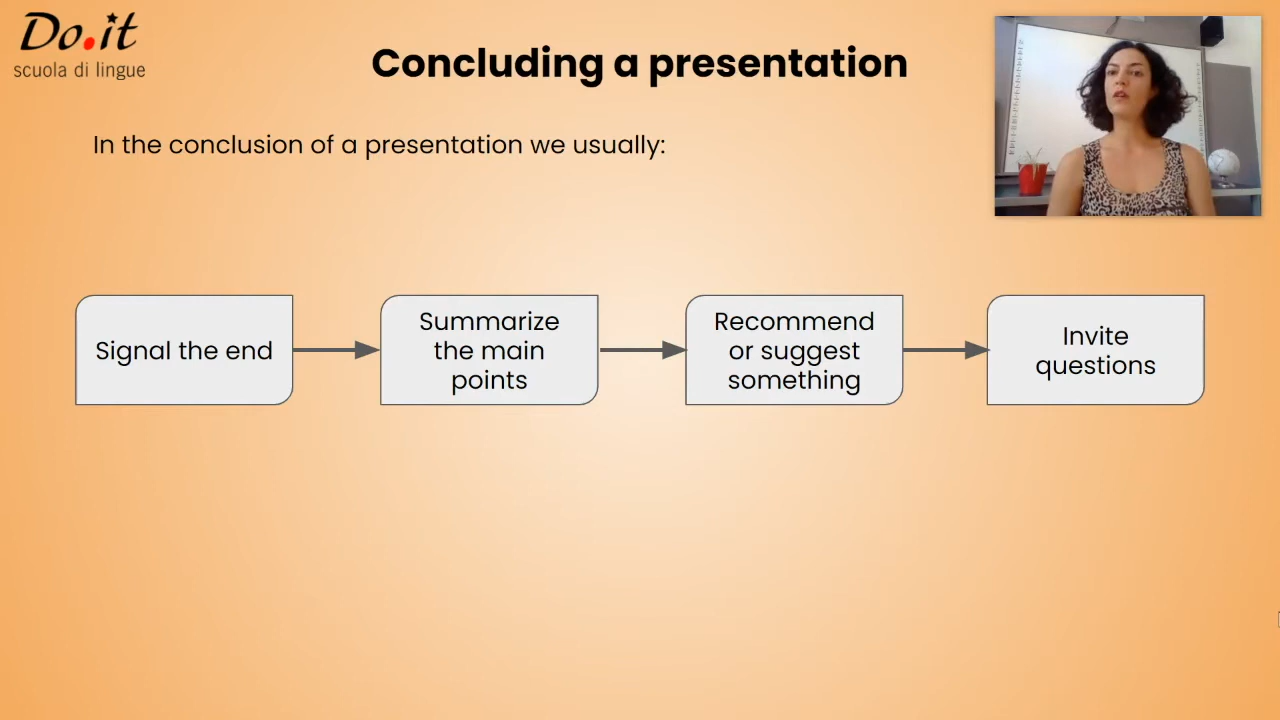 Do.it
scuola di lingue
Concluding a presentation
In the conclusion of a presentation we usually:
Signal the end
Summarize
the main
points
Recommend
or suggest
something
Invite
questions